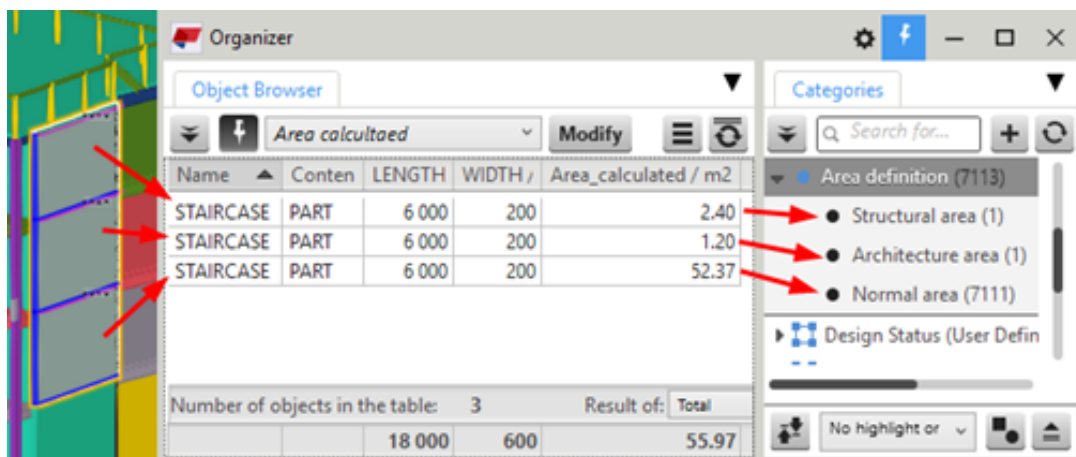 Organizer
Object Browser
Categories
Area calcultaed
Modify
Search for...
Name Conten LENGTH WIDTH / Area_calculated / m2
STAIRCASE PART 6 000 200 2.40
STAIRCASE PART 6 000 200 1.20
STAIRCASE PART 6 000 200 52.37
Area definition (7113)
Structural area (1)
Architecture area (1)
Normal area (7111)
Design Status (User Defin
Number of objects in the table: 3 Result of: Total
18 000 600 55.97
No highlight or